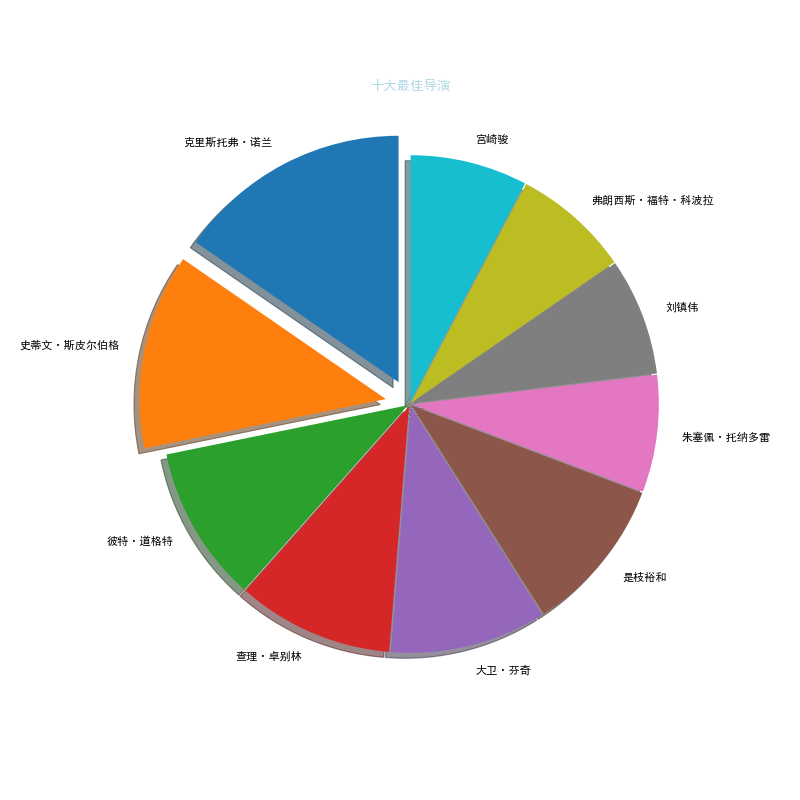 十大最佳导演
克里斯托弗·诺兰
宫崎骏
弗朗西斯·福特·科波拉
刘镇伟
史蒂文·斯皮尔伯格
朱塞佩·托纳多雷
彼特·道格特
是枝裕和
查理·卓别林
大卫·芬奇